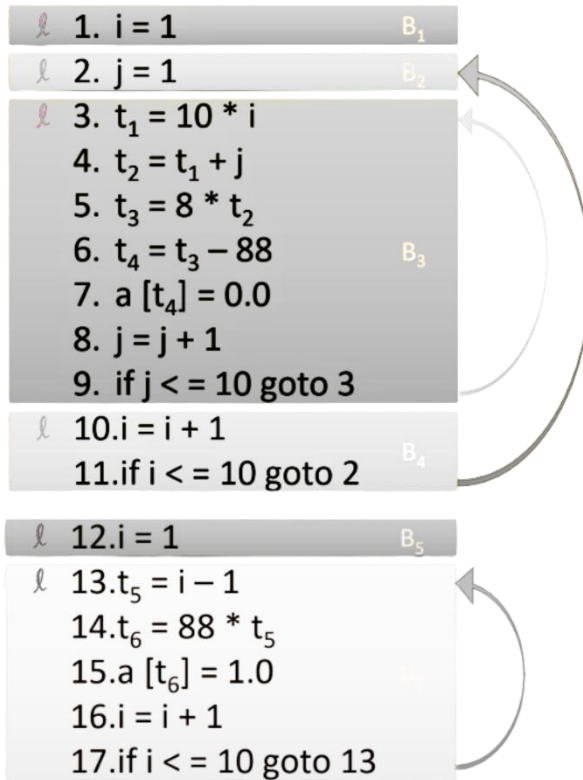 ℓ 1. i = 1 B₁
ℓ 2. j = 1 B₂
ℓ 3. t₁ = 10 * i
4. t₂ = t₁ + j
5. t₃ = 8 * t₂
6. t₄ = t₃ – 88 B₃
7. a [t₄] = 0.0
8. j = j + 1
9. if j < = 10 goto 3
ℓ 10.i = i + 1 B₄
11.if i < = 10 goto 2
ℓ 12.i = 1 B₅
ℓ 13.t₅ = i – 1
14.t₆ = 88 * t₅
15.a [t₆] = 1.0
16.i = i + 1
17.if i < = 10 goto 13